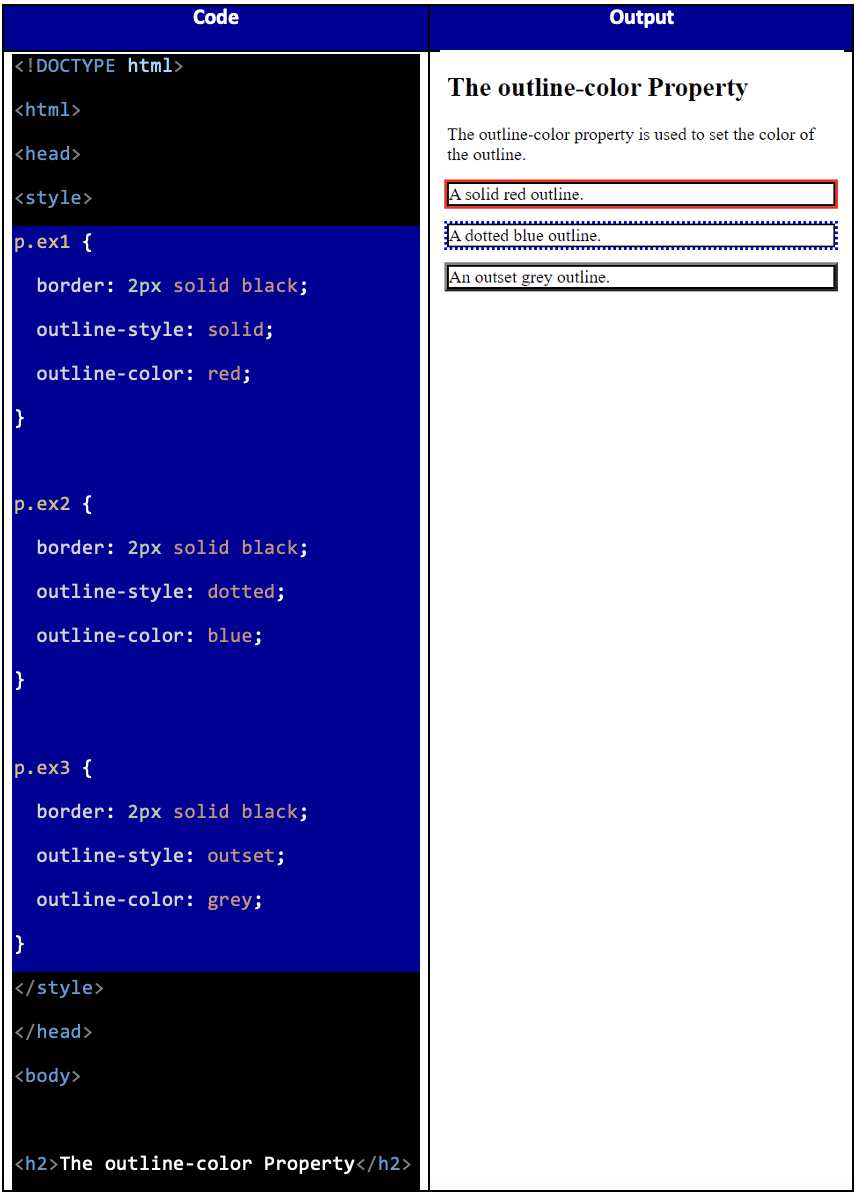 Code
<!DOCTYPE html>
<html>
<head>
<style>
p.ex1 {
  border: 2px solid black;
  outline-style: solid;
  outline-color: red;
}
p.ex2 {
  border: 2px solid black;
  outline-style: dotted;
  outline-color: blue;
}
p.ex3 {
  border: 2px solid black;
  outline-style: outset;
  outline-color: grey;
}
</style>
</head>
<body>
<h2>The outline-color Property</h2>
Output
The outline-color Property
The outline-color property is used to set the color of
the outline.
A solid red outline.
A dotted blue outline.
An outset grey outline.